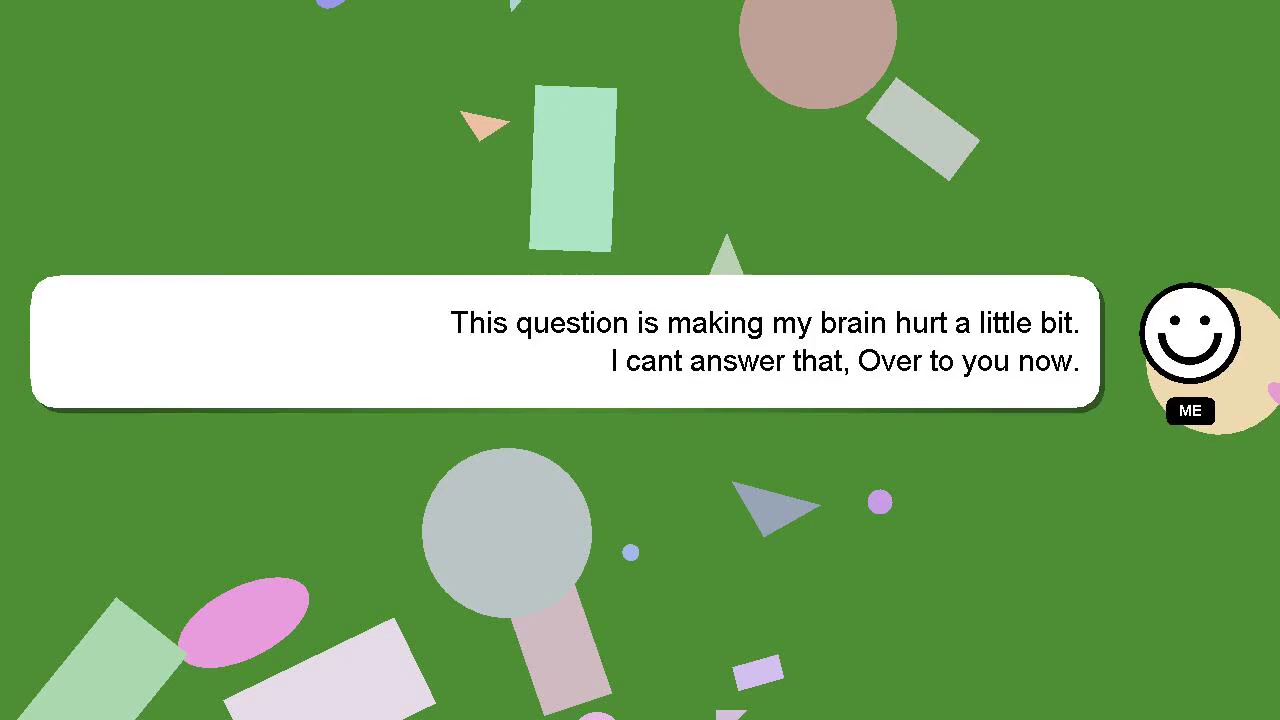 This question is making my brain hurt a little bit.
I cant answer that, Over to you now.
ME